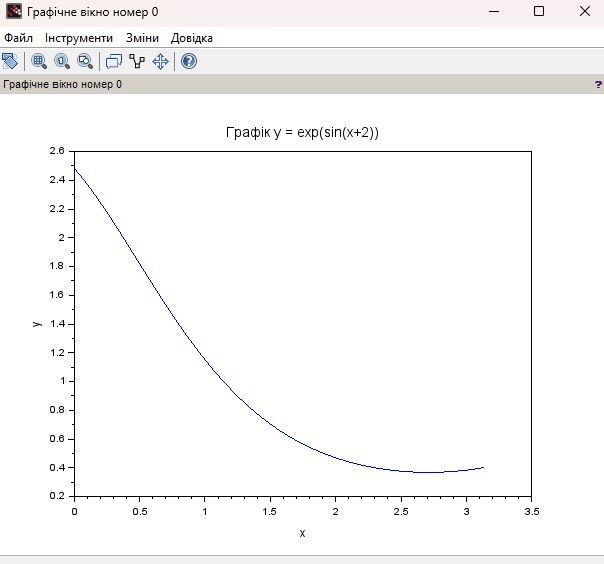 Графічне вікно номер 0
Файл Інструменти Зміни Довідка
Графічне вікно номер 0 ?
Графік y = exp(sin(x+2))
2.6
2.4
2.2
2
1.8
1.6
1.4
1.2
1
0.8
0.6
0.4
0.2
y
0 0.5 1 1.5 2 2.5 3 3.5
x